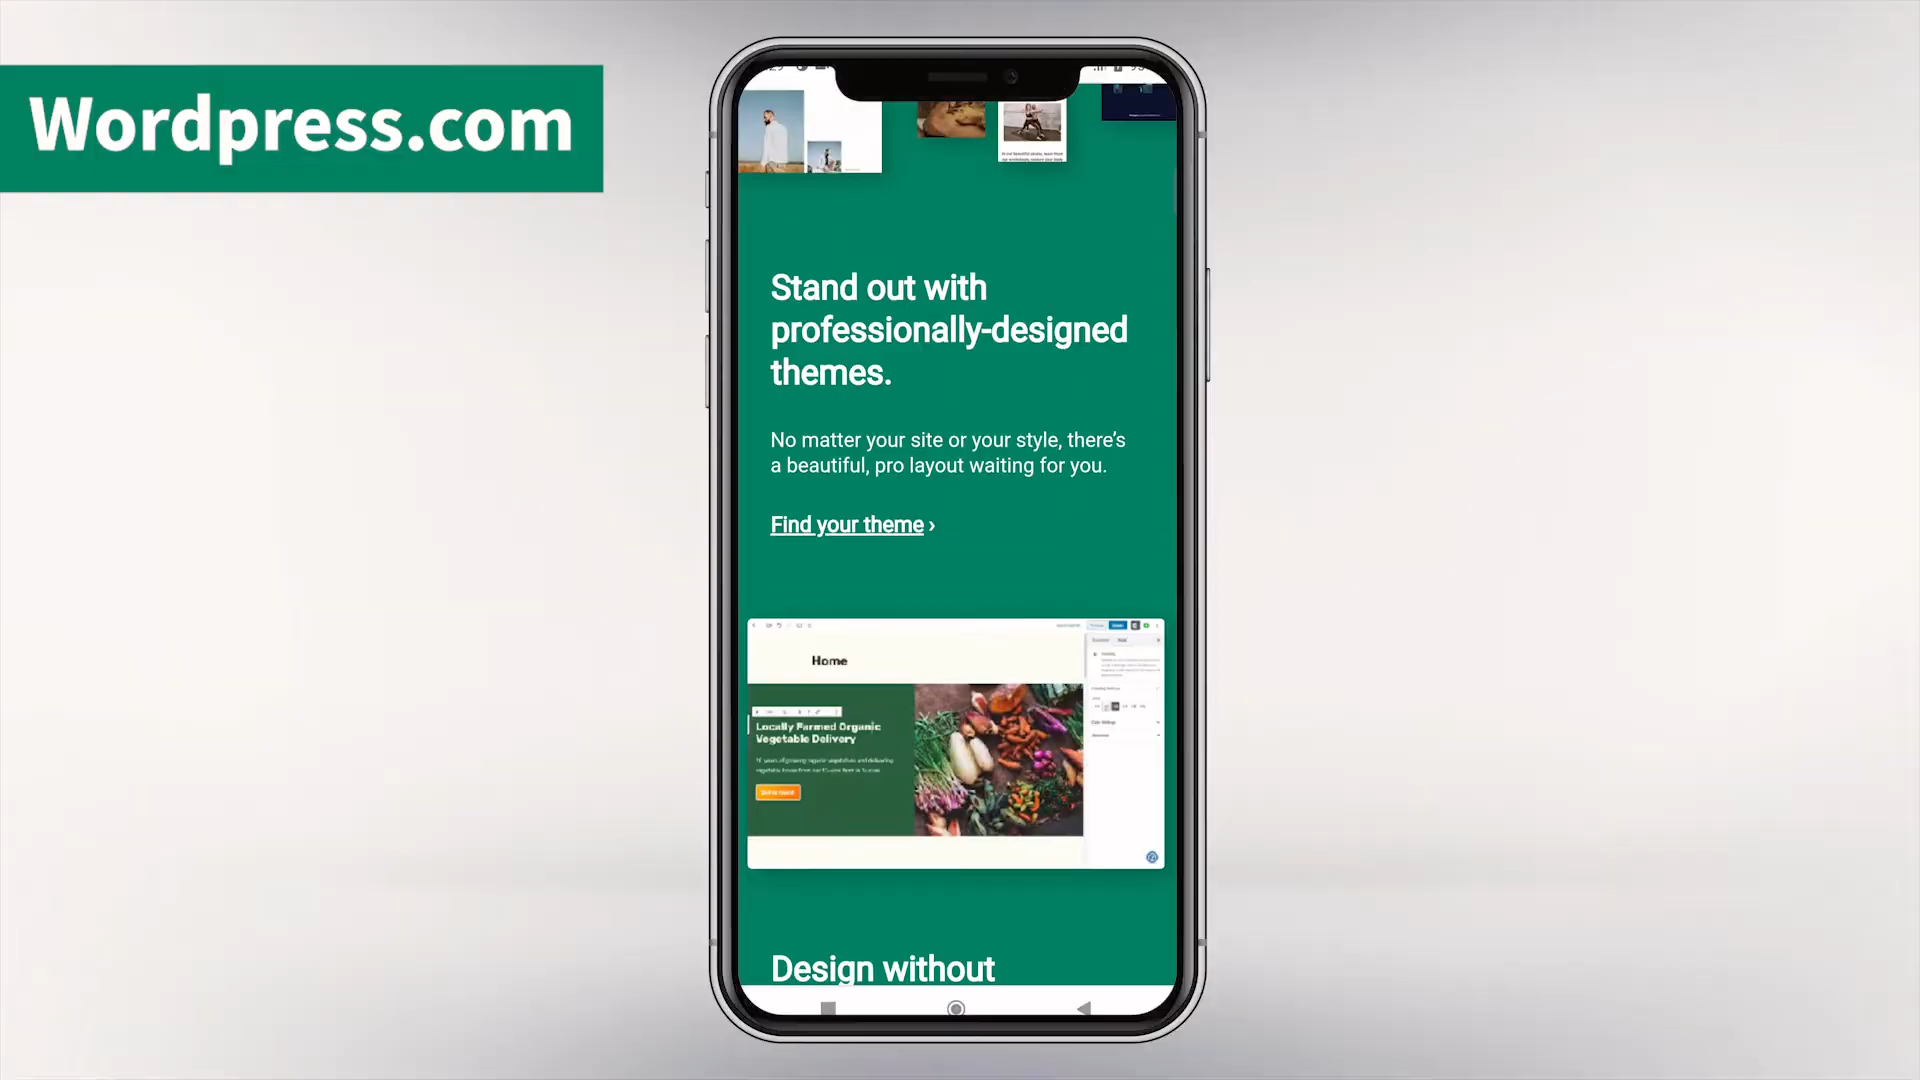 Wordpress.com
Stand out with
professionally-designed
themes.
No matter your site or your style, there's
a beautiful, pro layout waiting for you.
Find your theme ›
Home
Locally Farmed Organic
Vegetable Delivery
Design without